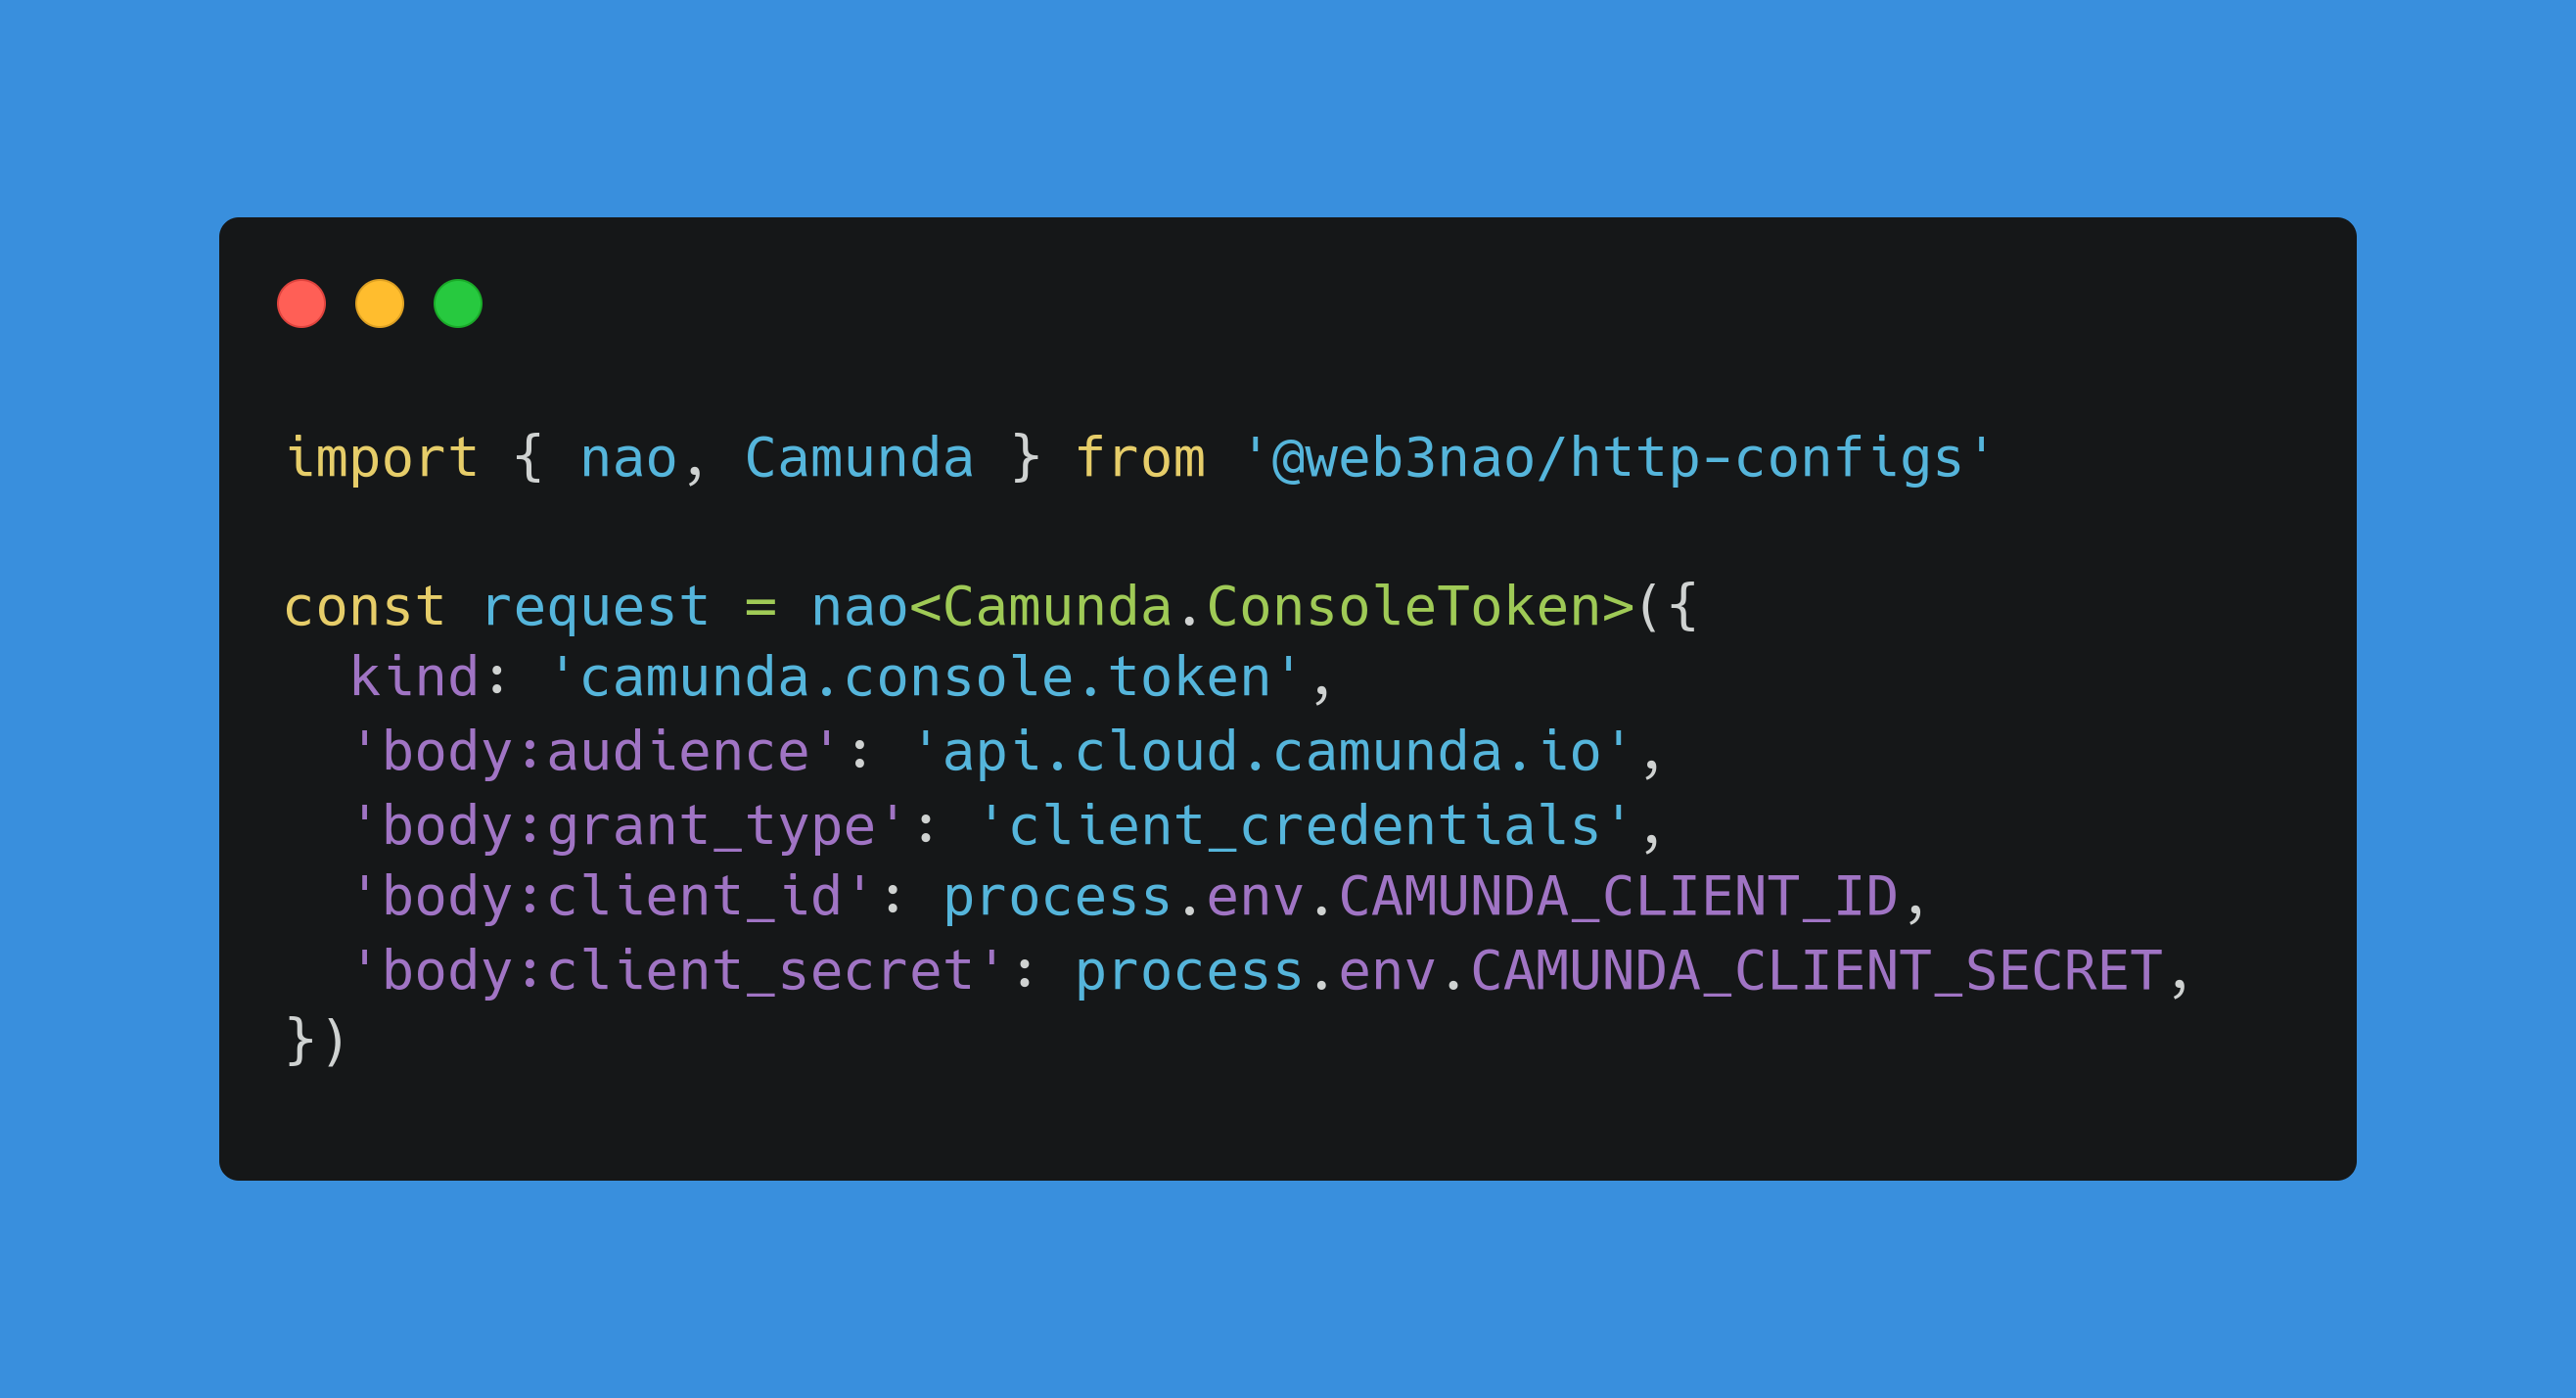 import { nao, Camunda } from '@web3nao/http-configs'
const request = nao<Camunda.ConsoleToken>({
  kind: 'camunda.console.token',
  'body:audience': 'api.cloud.camunda.io',
  'body:grant_type': 'client_credentials',
  'body:client_id': process.env.CAMUNDA_CLIENT_ID,
  'body:client_secret': process.env.CAMUNDA_CLIENT_SECRET,
})